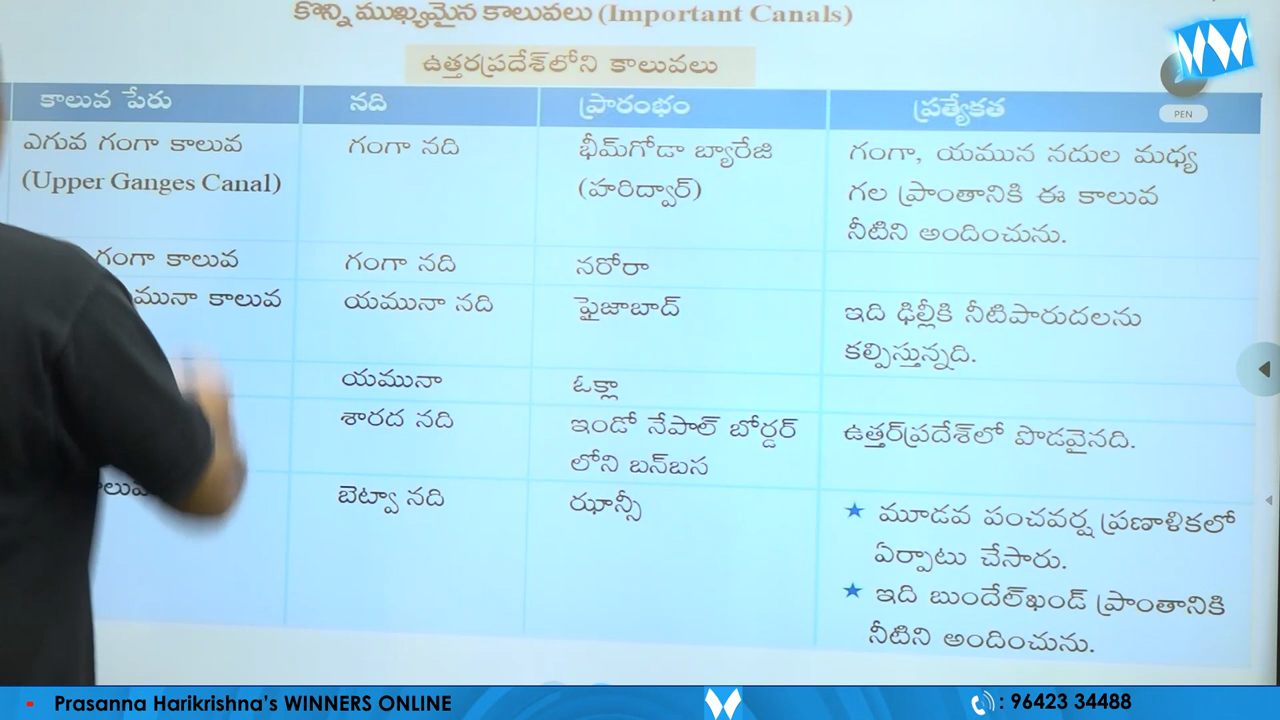 కొన్ని ముఖ్యమైన కాలువలు (Important Canals)
ఉత్తరప్రదేశ్‌లోని కాలువలు
కాలువ పేరు నది ప్రారంభం ప్రత్యేకత
PEN
ఎగువ గంగా కాలువ గంగా నది భీమ్‌గోడా బ్యారేజి గంగా, యమున నదుల మధ్య
(Upper Ganges Canal) (హరిద్వార్) గల ప్రాంతానికి ఈ కాలువ
నీటిని అందించును.
గంగా కాలువ గంగా నది నరోరా
కాలువ యమునా నది ఫైజాబాద్ ఇది ఢిల్లీకి నీటిపారుదలను
కల్పిస్తున్నది.
యమునా ఓక్లా
శారద నది ఇండో నేపాల్ బోర్డర్ ఉత్తర్‌ప్రదేశ్‌లో పొడవైనది.
లోని బన్‌బస
బెట్వా నది ఝాన్సీ ★ మూడవ పంచవర్ష ప్రణాళికలో
ఏర్పాటు చేసారు.
★ ఇది బుందేల్‌ఖండ్ ప్రాంతానికి
నీటిని అందించును.
Prasanna Harikrishna's WINNERS ONLINE : 96423 34488